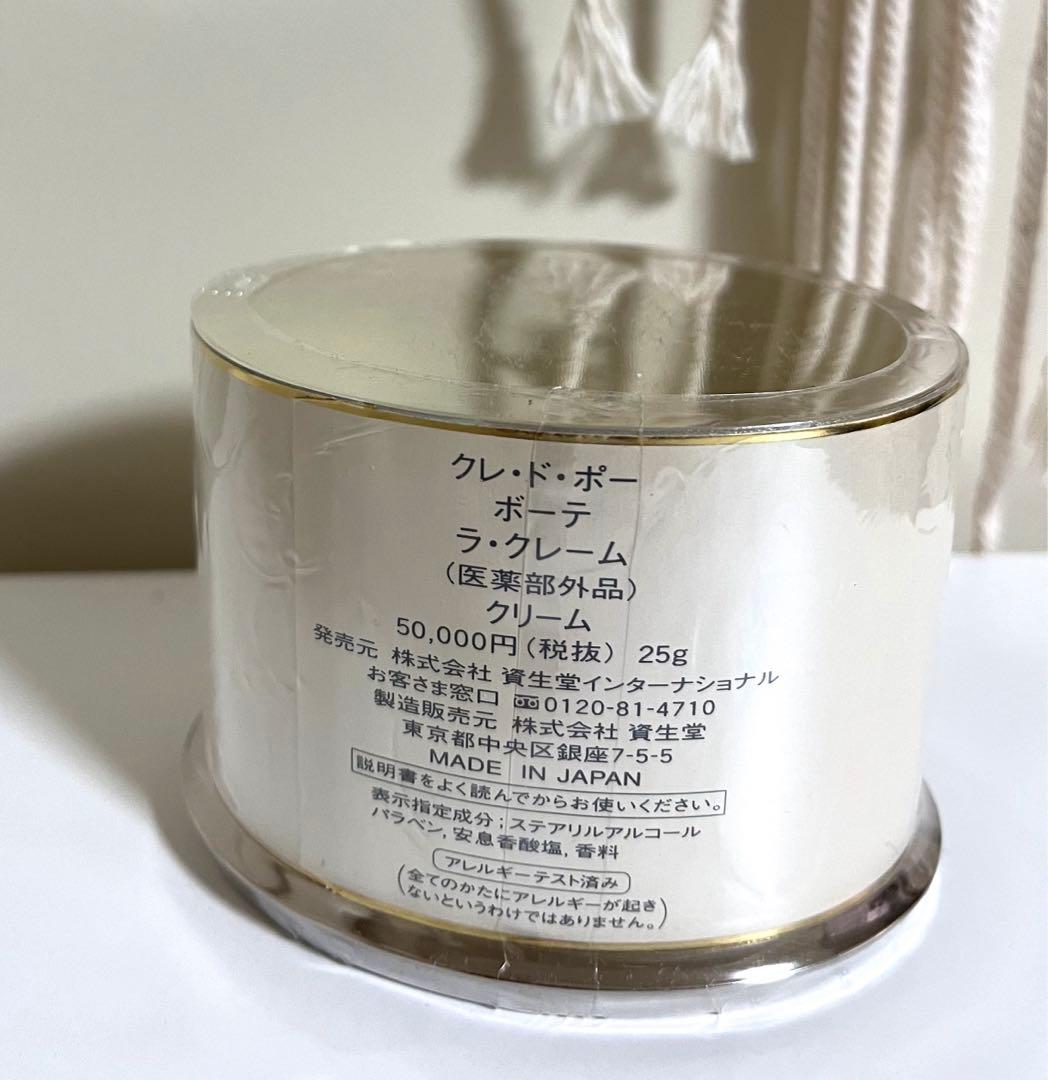 クレ・ド・ポー
ボーテ
ラ・クレーム
(医薬部外品)
クリーム
50,000円(税抜) 25g
発売元 株式会社 資生堂インターナショナル
お客さま窓口 0120-81-4710
製造販売元 株式会社 資生堂
東京都中央区銀座7-5-5
MADE IN JAPAN
説明書をよく読んでからお使いください。
表示指定成分;ステアリルアルコール
パラベン,安息香酸塩,香料
アレルギーテスト済み
(全てのかたにアレルギーが起き
ないというわけではありません。)